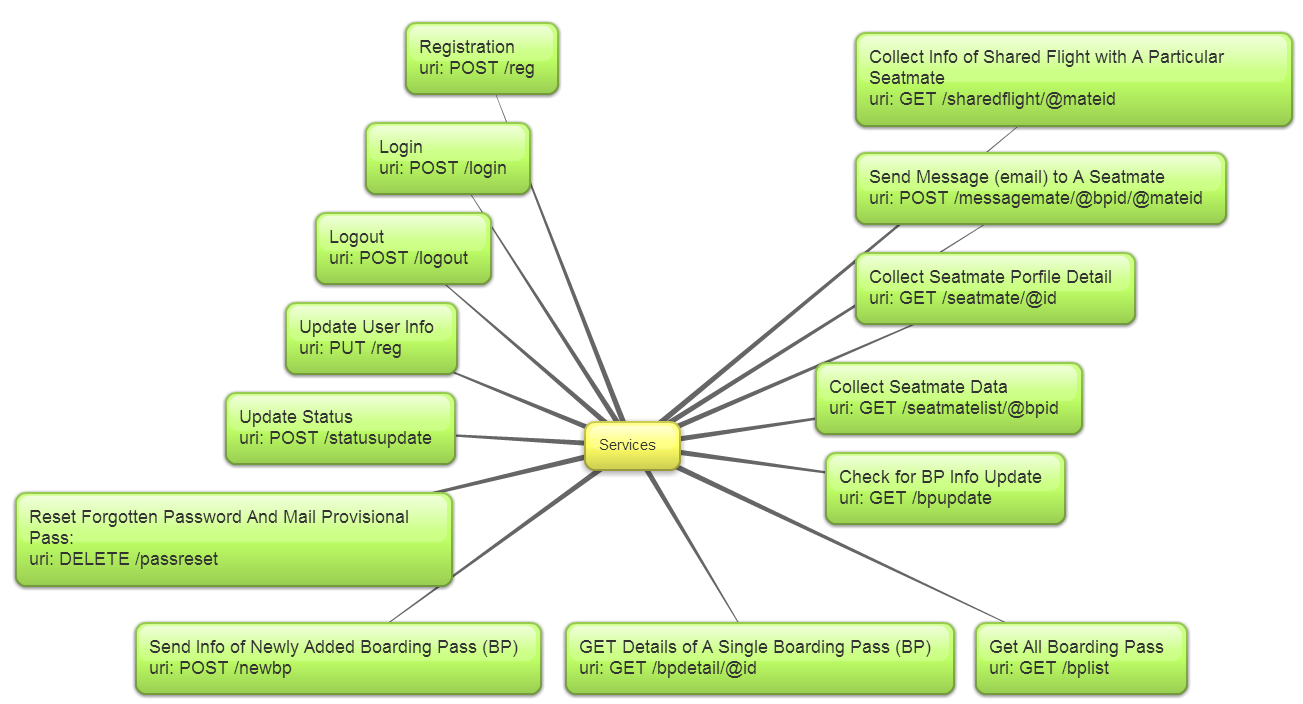 Registration
uri: POST /reg
Collect Info of Shared Flight with A Particular
Seatmate
uri: GET /sharedflight/@mateid
Login
uri: POST /login
Send Message (email) to A Seatmate
uri: POST /messagemate/@bpid/@mateid
Logout
uri: POST /logout
Collect Seatmate Porfile Detail
uri: GET /seatmate/@id
Update User Info
uri: PUT /reg
Collect Seatmate Data
uri: GET /seatmatelist/@bpid
Update Status
uri: POST /statusupdate
Services
Check for BP Info Update
uri: GET /bpupdate
Reset Forgotten Password And Mail Provisional
Pass:
uri: DELETE /passreset
Send Info of Newly Added Boarding Pass (BP)
uri: POST /newbp
GET Details of A Single Boarding Pass (BP)
uri: GET /bpdetail/@id
Get All Boarding Pass
uri: GET /bplist